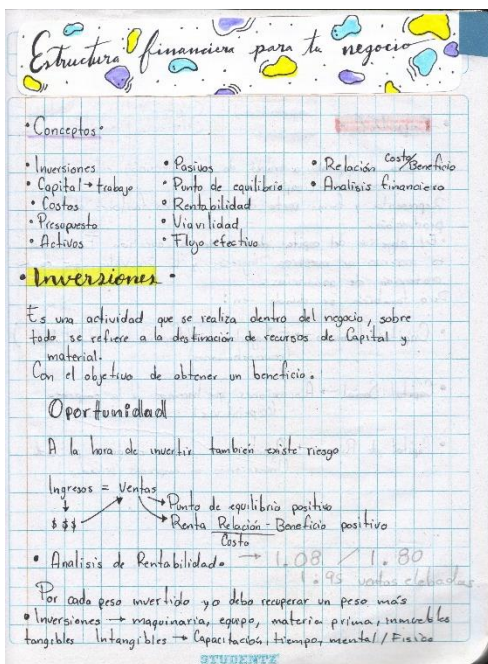 Estructura financiera para tu negocio
• Conceptos •
• Inversiones
• Capital → trabajo
• Costos
• Presupuesto
• Activos
• Pasivos
• Punto de equilibrio
• Rentabilidad
• Viavilidad
• Flujo efectivo
• Relación Costo/Beneficio
• Analisis financiero
• Inversiones •
Es una actividad que se realiza dentro del negocio, sobre
todo se refiere a la destinación de recursos de Capital y
material.
Con el objetivo de obtener un beneficio.
Oportunidad
A la hora de invertir también existe riesgo
Ingresos = Ventas
→ Punto de equilibrio positivo
$$$ → Renta Relación - Beneficio positivo
Costo
• Analisis de Rentabilidad. → 1.08 / 1.80
1.95 ventas elebadas
Por cada peso invertido yo debo recuperar un peso más
• Inversiones → maquinaria, equipo, materia prima, inmuebles
tangibles Intangibles → Capacitación, tiempo, mental / Fisico
STUDENTZ